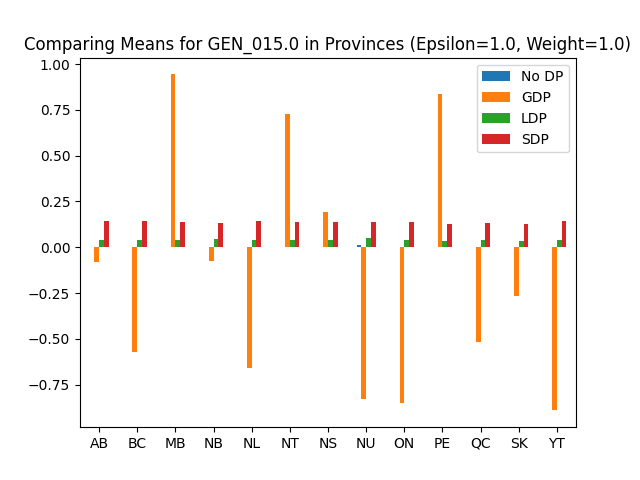 Comparing Means for GEN_015.0 in Provinces (Epsilon=1.0, Weight=1.0)
1.00
0.75
0.50
0.25
0.00
−0.25
−0.50
−0.75
No DP
GDP
LDP
SDP
AB BC MB NB NL NT NS NU ON PE QC SK YT